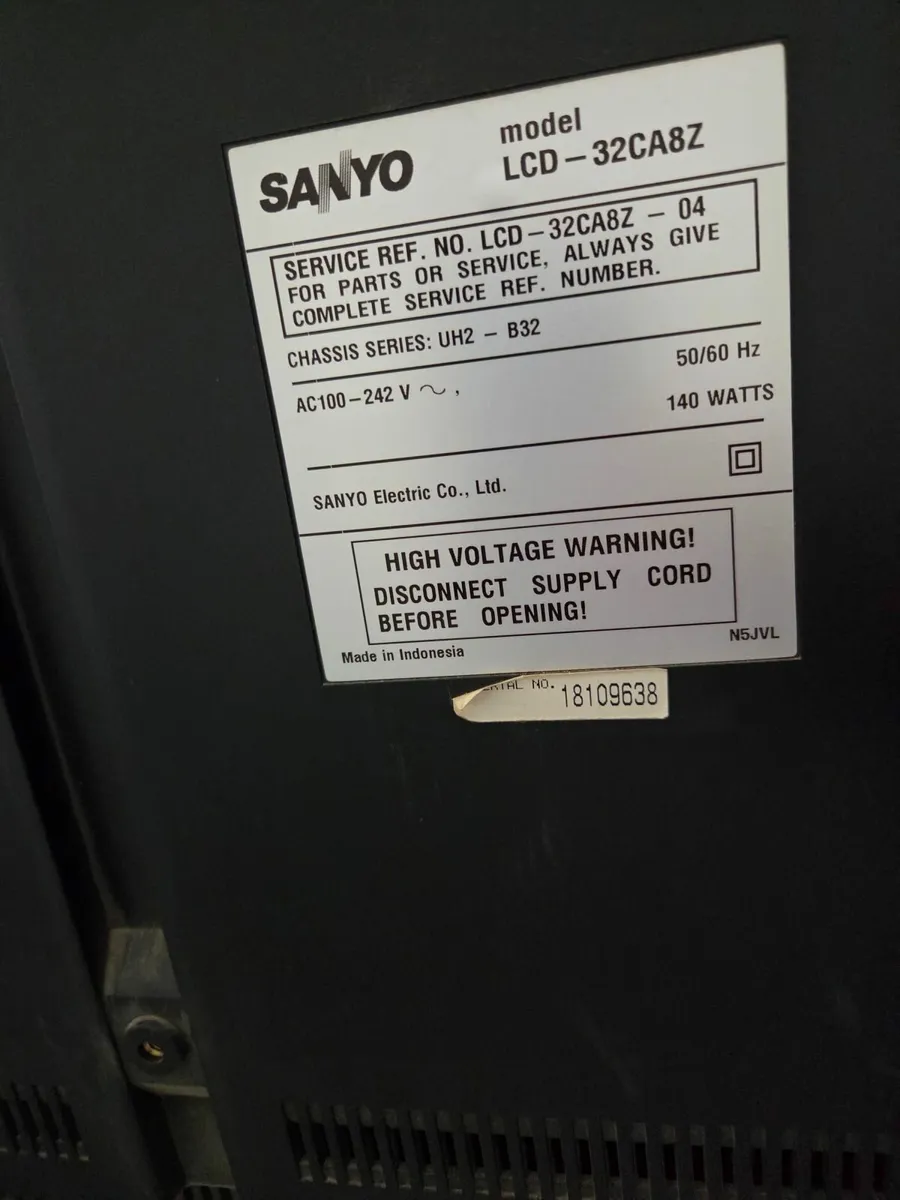 SANYO
model
LCD – 32CA8Z
SERVICE REF. NO. LCD – 32CA8Z – 04
FOR PARTS OR SERVICE, ALWAYS GIVE
COMPLETE SERVICE REF. NUMBER.
CHASSIS SERIES: UH2 – B32
50/60 Hz
AC100–242 V ～ ,
140 WATTS
SANYO Electric Co., Ltd.
HIGH VOLTAGE WARNING!
DISCONNECT SUPPLY CORD
BEFORE OPENING!
Made in Indonesia
N5JVL
NO. 18109638